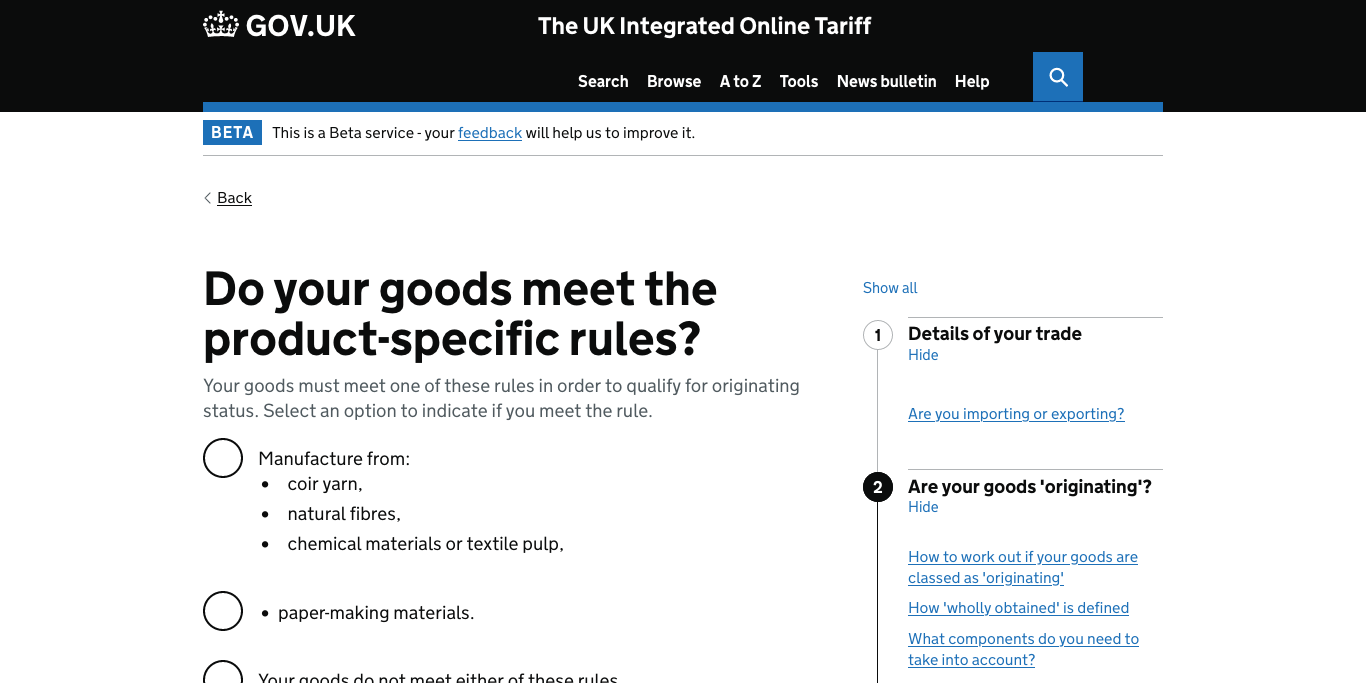 GOV.UK
The UK Integrated Online Tariff
Search Browse A to Z Tools News bulletin Help
BETA This is a Beta service - your feedback will help us to improve it.
Back
Do your goods meet the
product-specific rules?
Your goods must meet one of these rules in order to qualify for originating
status. Select an option to indicate if you meet the rule.
Manufacture from:
• coir yarn,
• natural fibres,
• chemical materials or textile pulp,
• paper-making materials.
Your goods do not meet either of these rules
Show all
1 Details of your trade
Hide
Are you importing or exporting?
2 Are your goods 'originating'?
Hide
How to work out if your goods are
classed as 'originating'
How 'wholly obtained' is defined
What components do you need to
take into account?